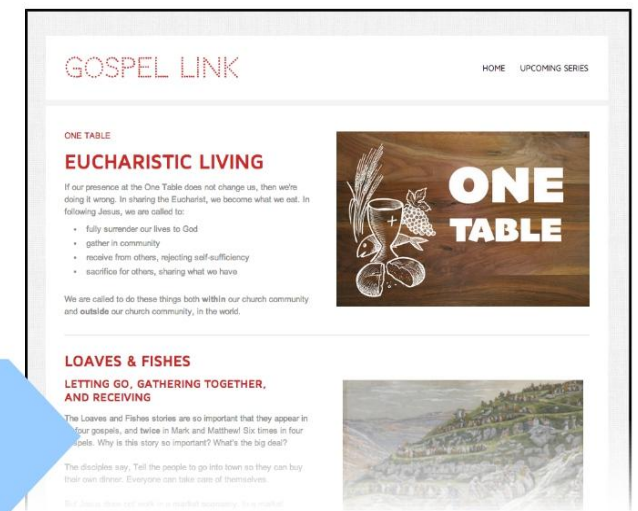 GOSPEL LINK
HOME UPCOMING SERIES
ONE TABLE
EUCHARISTIC LIVING
If our presence at the One Table does not change us, then we're
doing it wrong. In sharing the Eucharist, we become what we eat. In
following Jesus, we are called to:
• fully surrender our lives to God
• gather in community
• receive from others, rejecting self-sufficiency
• sacrifice for others, sharing what we have
We are called to do these things both within our church community
and outside our church community, in the world.
ONE
TABLE
LOAVES & FISHES
LETTING GO, GATHERING TOGETHER,
AND RECEIVING
The Loaves and Fishes stories are so important that they appear in
four gospels, and twice in Mark and Matthew! Six times in four
Why is this story so important? What's the big deal?
The disciples say, Tell the people to go into town so they can buy
their own dinner. Everyone can take care of themselves.
But Jesus does not